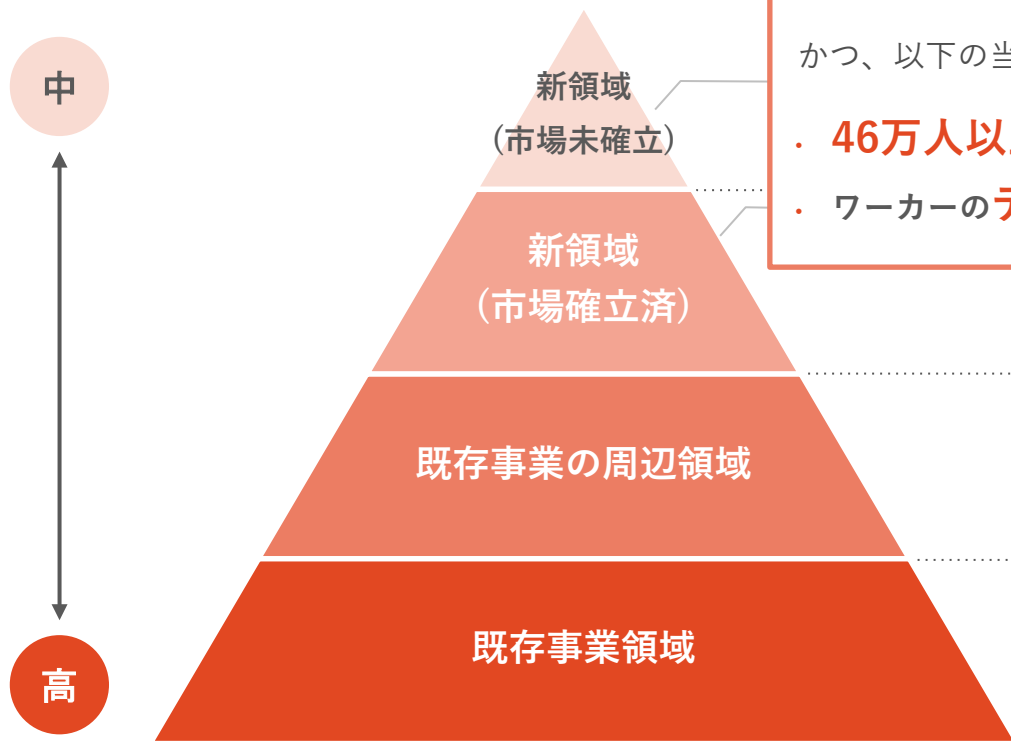 中
新領域
(市場未確立)
かつ、以下の当
・ 46万人以
・ ワーカーの
新領域
(市場確立済)
既存事業の周辺領域
既存事業領域
高